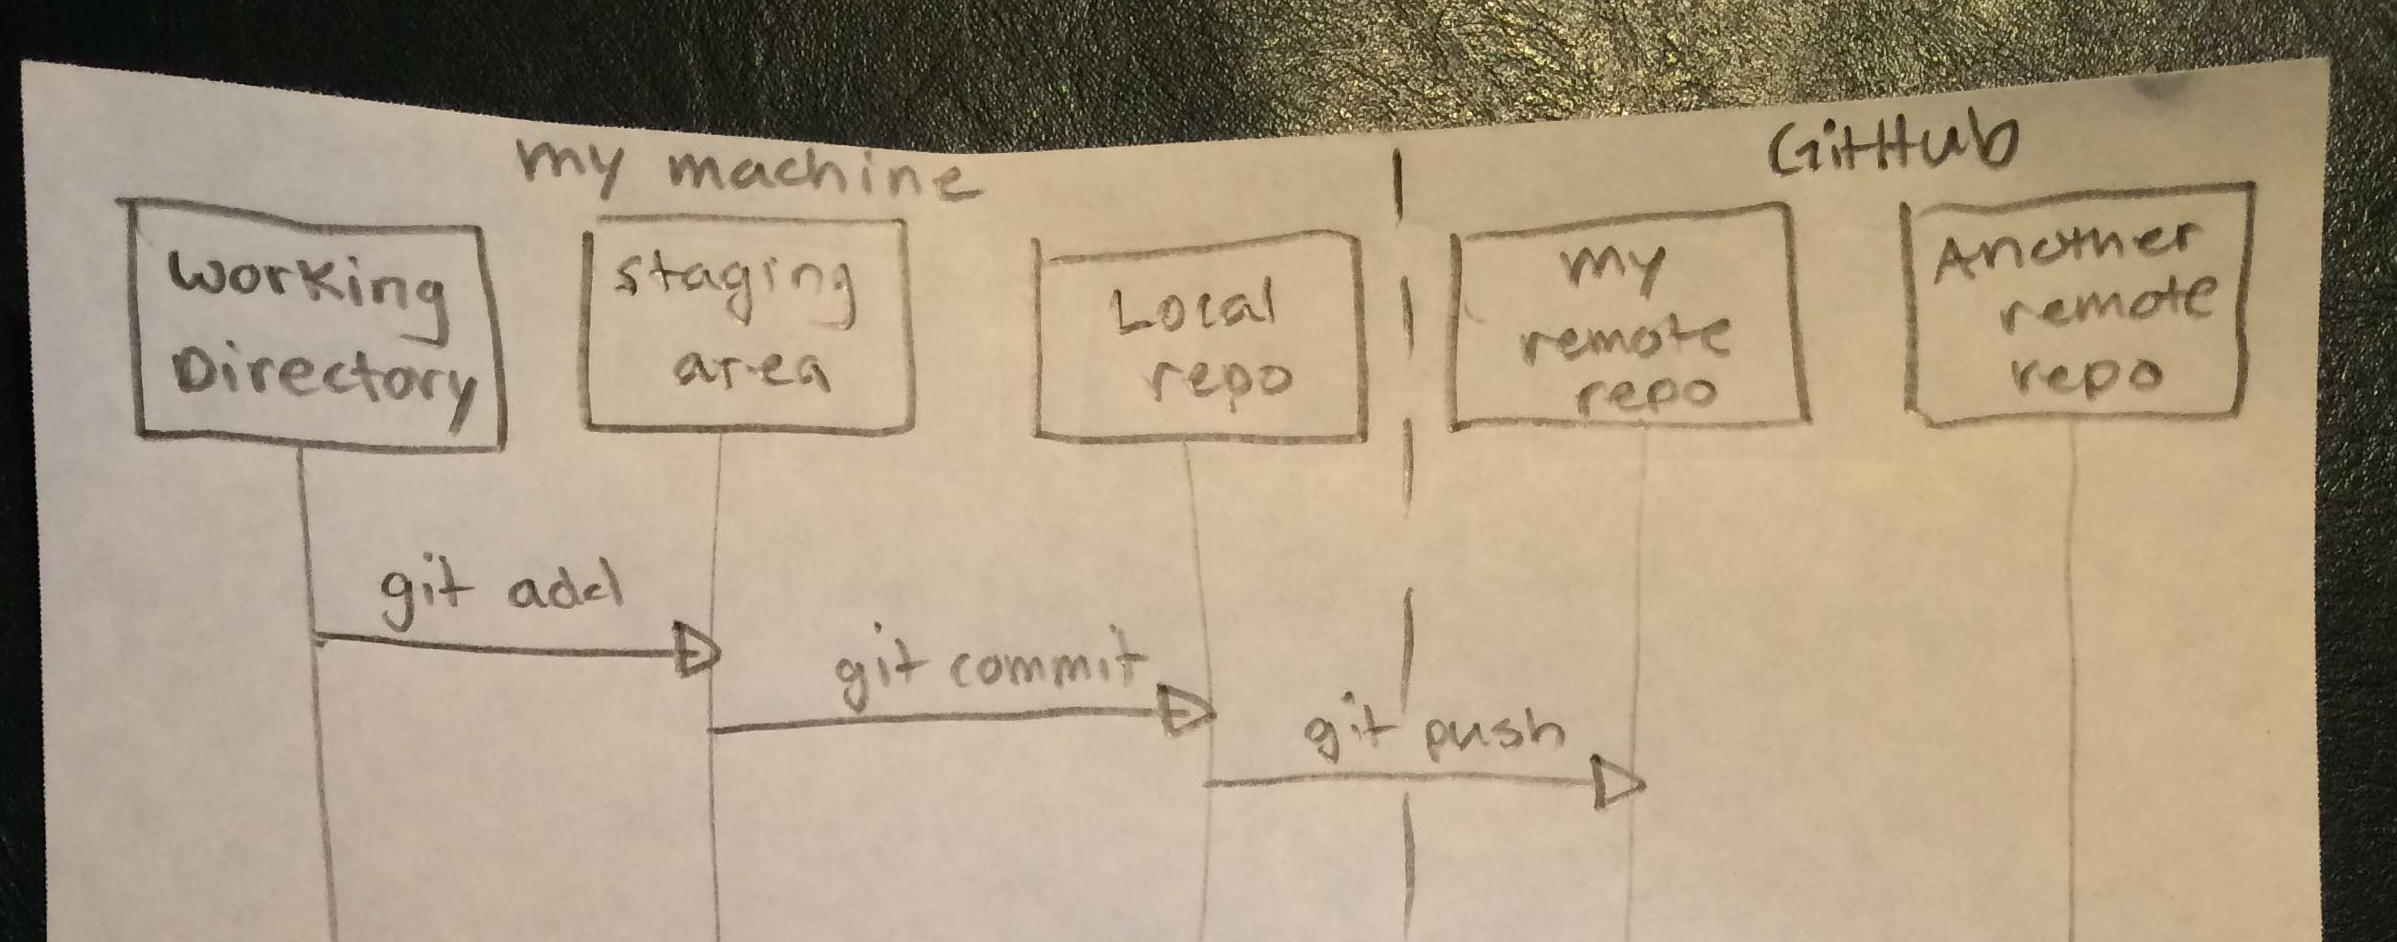 my machine
GitHub
Working
Directory
staging
area
Local
repo
my
remote
repo
Another
remote
repo
git add
git commit
git push